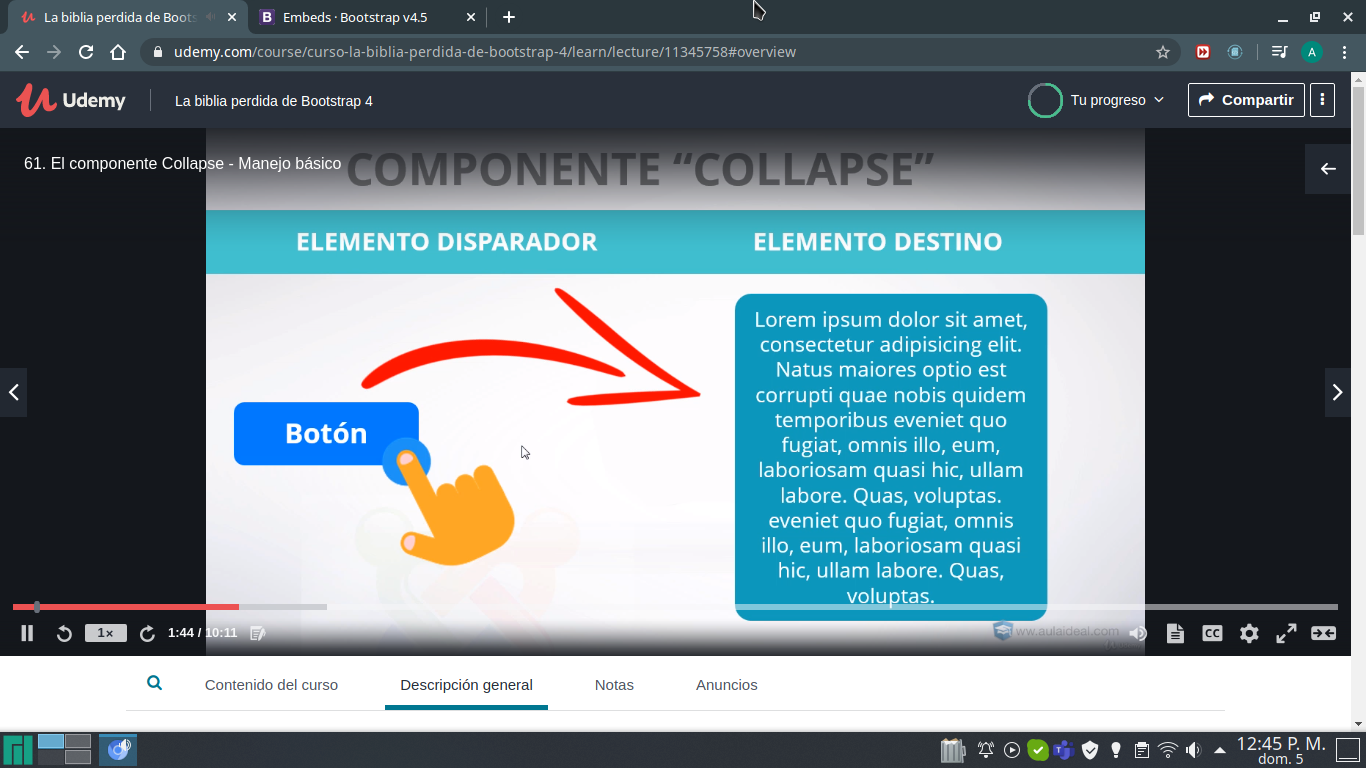 La biblia perdida de Boots
Embeds · Bootstrap v4.5
udemy.com/course/curso-la-biblia-perdida-de-bootstrap-4/learn/lecture/11345758#overview
A
Udemy
La biblia perdida de Bootstrap 4
Tu progreso
Compartir
61. El componente Collapse - Manejo básico
COMPONENTE “COLLAPSE”
ELEMENTO DISPARADOR
ELEMENTO DESTINO
Botón
Lorem ipsum dolor sit amet,
consectetur adipisicing elit.
Natus maiores optio est
corrupti quae nobis quidem
temporibus eveniet quo
fugiat, omnis illo, eum,
laboriosam quasi hic, ullam
labore. Quas, voluptas.
eveniet quo fugiat, omnis
illo, eum, laboriosam quasi
hic, ullam labore. Quas,
voluptas.
ww.aulaideal.com
1x
1:44 / 10:11
CC
Contenido del curso
Descripción general
Notas
Anuncios
12:45 P. M.
dom. 5